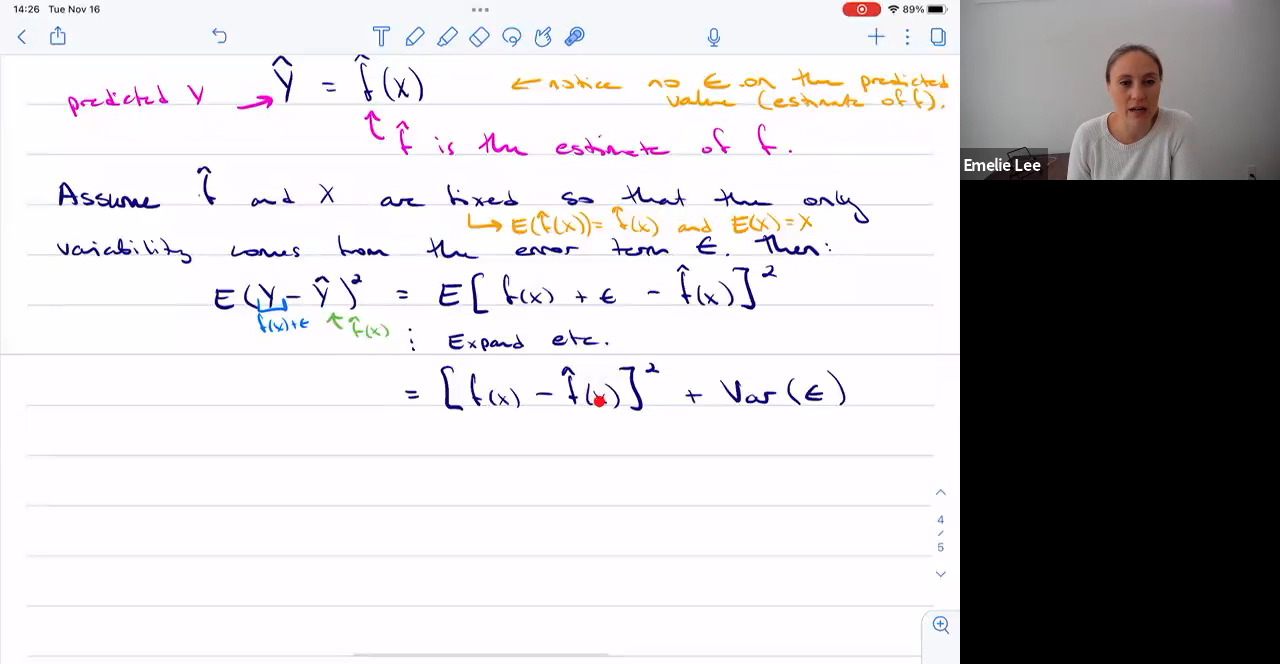 14:26 Tue Nov 16
89%
predicted Y → Ŷ = f̂(x) ← notice no ϵ on the predicted
value (estimate of f).
↑ f̂ is the estimate of f.
Assume f̂ and X are fixed so that the only
↳ E(f̂(x)) = f̂(x) and E(x) = X
variability comes from the error term ϵ. Then:
E(Y - Ŷ)² = E[f(x) + ϵ - f̂(x)]²
f(x)+ϵ ↑ f̂(x)
⋮ Expand etc.
= [f(x) - f̂(x)]² + Var(ϵ)
4
/
5
Emelie Lee